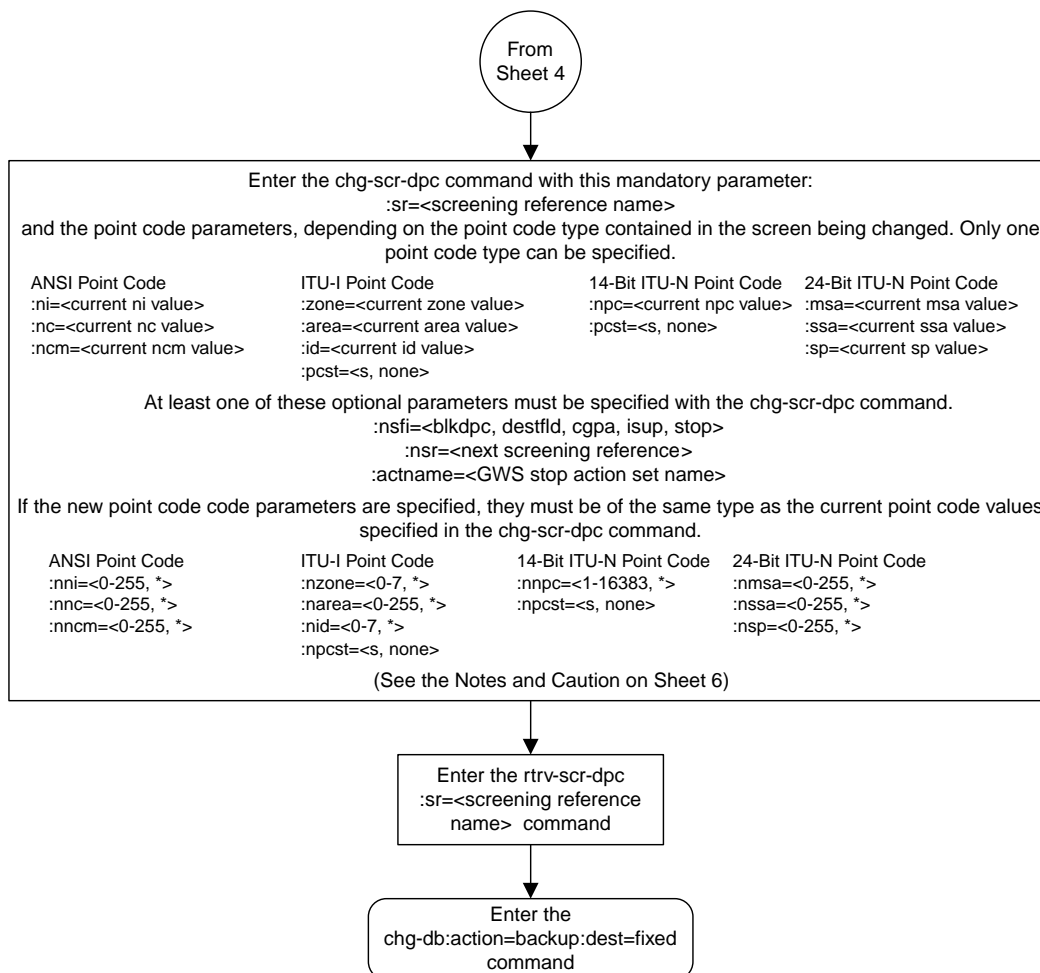 From
Sheet 4
Enter the chg-scr-dpc command with this mandatory parameter:
:sr=<screening reference name>
and the point code parameters, depending on the point code type contained in the screen being changed. Only one
point code type can be specified.
ANSI Point Code
:ni=<current ni value>
:nc=<current nc value>
:ncm=<current ncm value>
ITU-I Point Code
:zone=<current zone value>
:area=<current area value>
:id=<current id value>
:pcst=<s, none>
14-Bit ITU-N Point Code
:npc=<current npc value>
:pcst=<s, none>
24-Bit ITU-N Point Code
:msa=<current msa value>
:ssa=<current ssa value>
:sp=<current sp value>
At least one of these optional parameters must be specified with the chg-scr-dpc command.
:nsfi=<blkdpc, destfld, cgpa, isup, stop>
:nsr=<next screening reference>
:actname=<GWS stop action set name>
If the new point code code parameters are specified, they must be of the same type as the current point code values
specified in the chg-scr-dpc command.
ANSI Point Code
:nni=<0-255, *>
:nnc=<0-255, *>
:nncm=<0-255, *>
ITU-I Point Code
:nzone=<0-7, *>
:narea=<0-255, *>
:nid=<0-7, *>
:npcst=<s, none>
14-Bit ITU-N Point Code
:nnpc=<1-16383, *>
:npcst=<s, none>
24-Bit ITU-N Point Code
:nmsa=<0-255, *>
:nssa=<0-255, *>
:nsp=<0-255, *>
(See the Notes and Caution on Sheet 6)
Enter the rtrv-scr-dpc
:sr=<screening reference
name> command
Enter the
chg-db:action=backup:dest=fixed
command